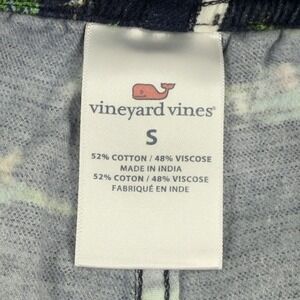 vineyard vines®
S
52% COTTON / 48% VISCOSE
MADE IN INDIA
52% COTON / 48% VISCOSE
FABRIQUÉ EN INDE